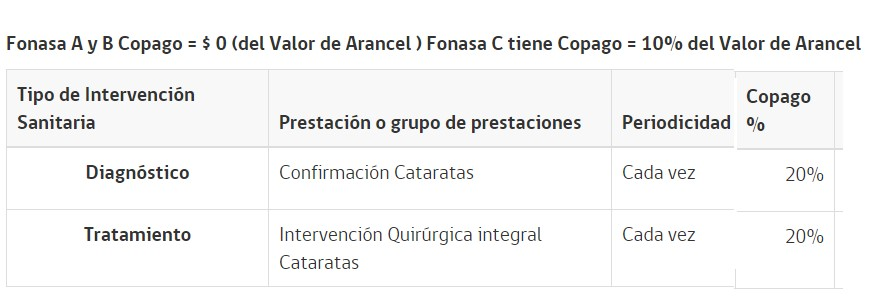 Fonasa A y B Copago = $ 0 (del Valor de Arancel ) Fonasa C tiene Copago = 10% del Valor de Arancel
Tipo de Intervención
Sanitaria
Prestación o grupo de prestaciones
Periodicidad
Copago
%
Diagnóstico
Confirmación Cataratas
Cada vez
20%
Tratamiento
Intervención Quirúrgica integral
Cataratas
Cada vez
20%